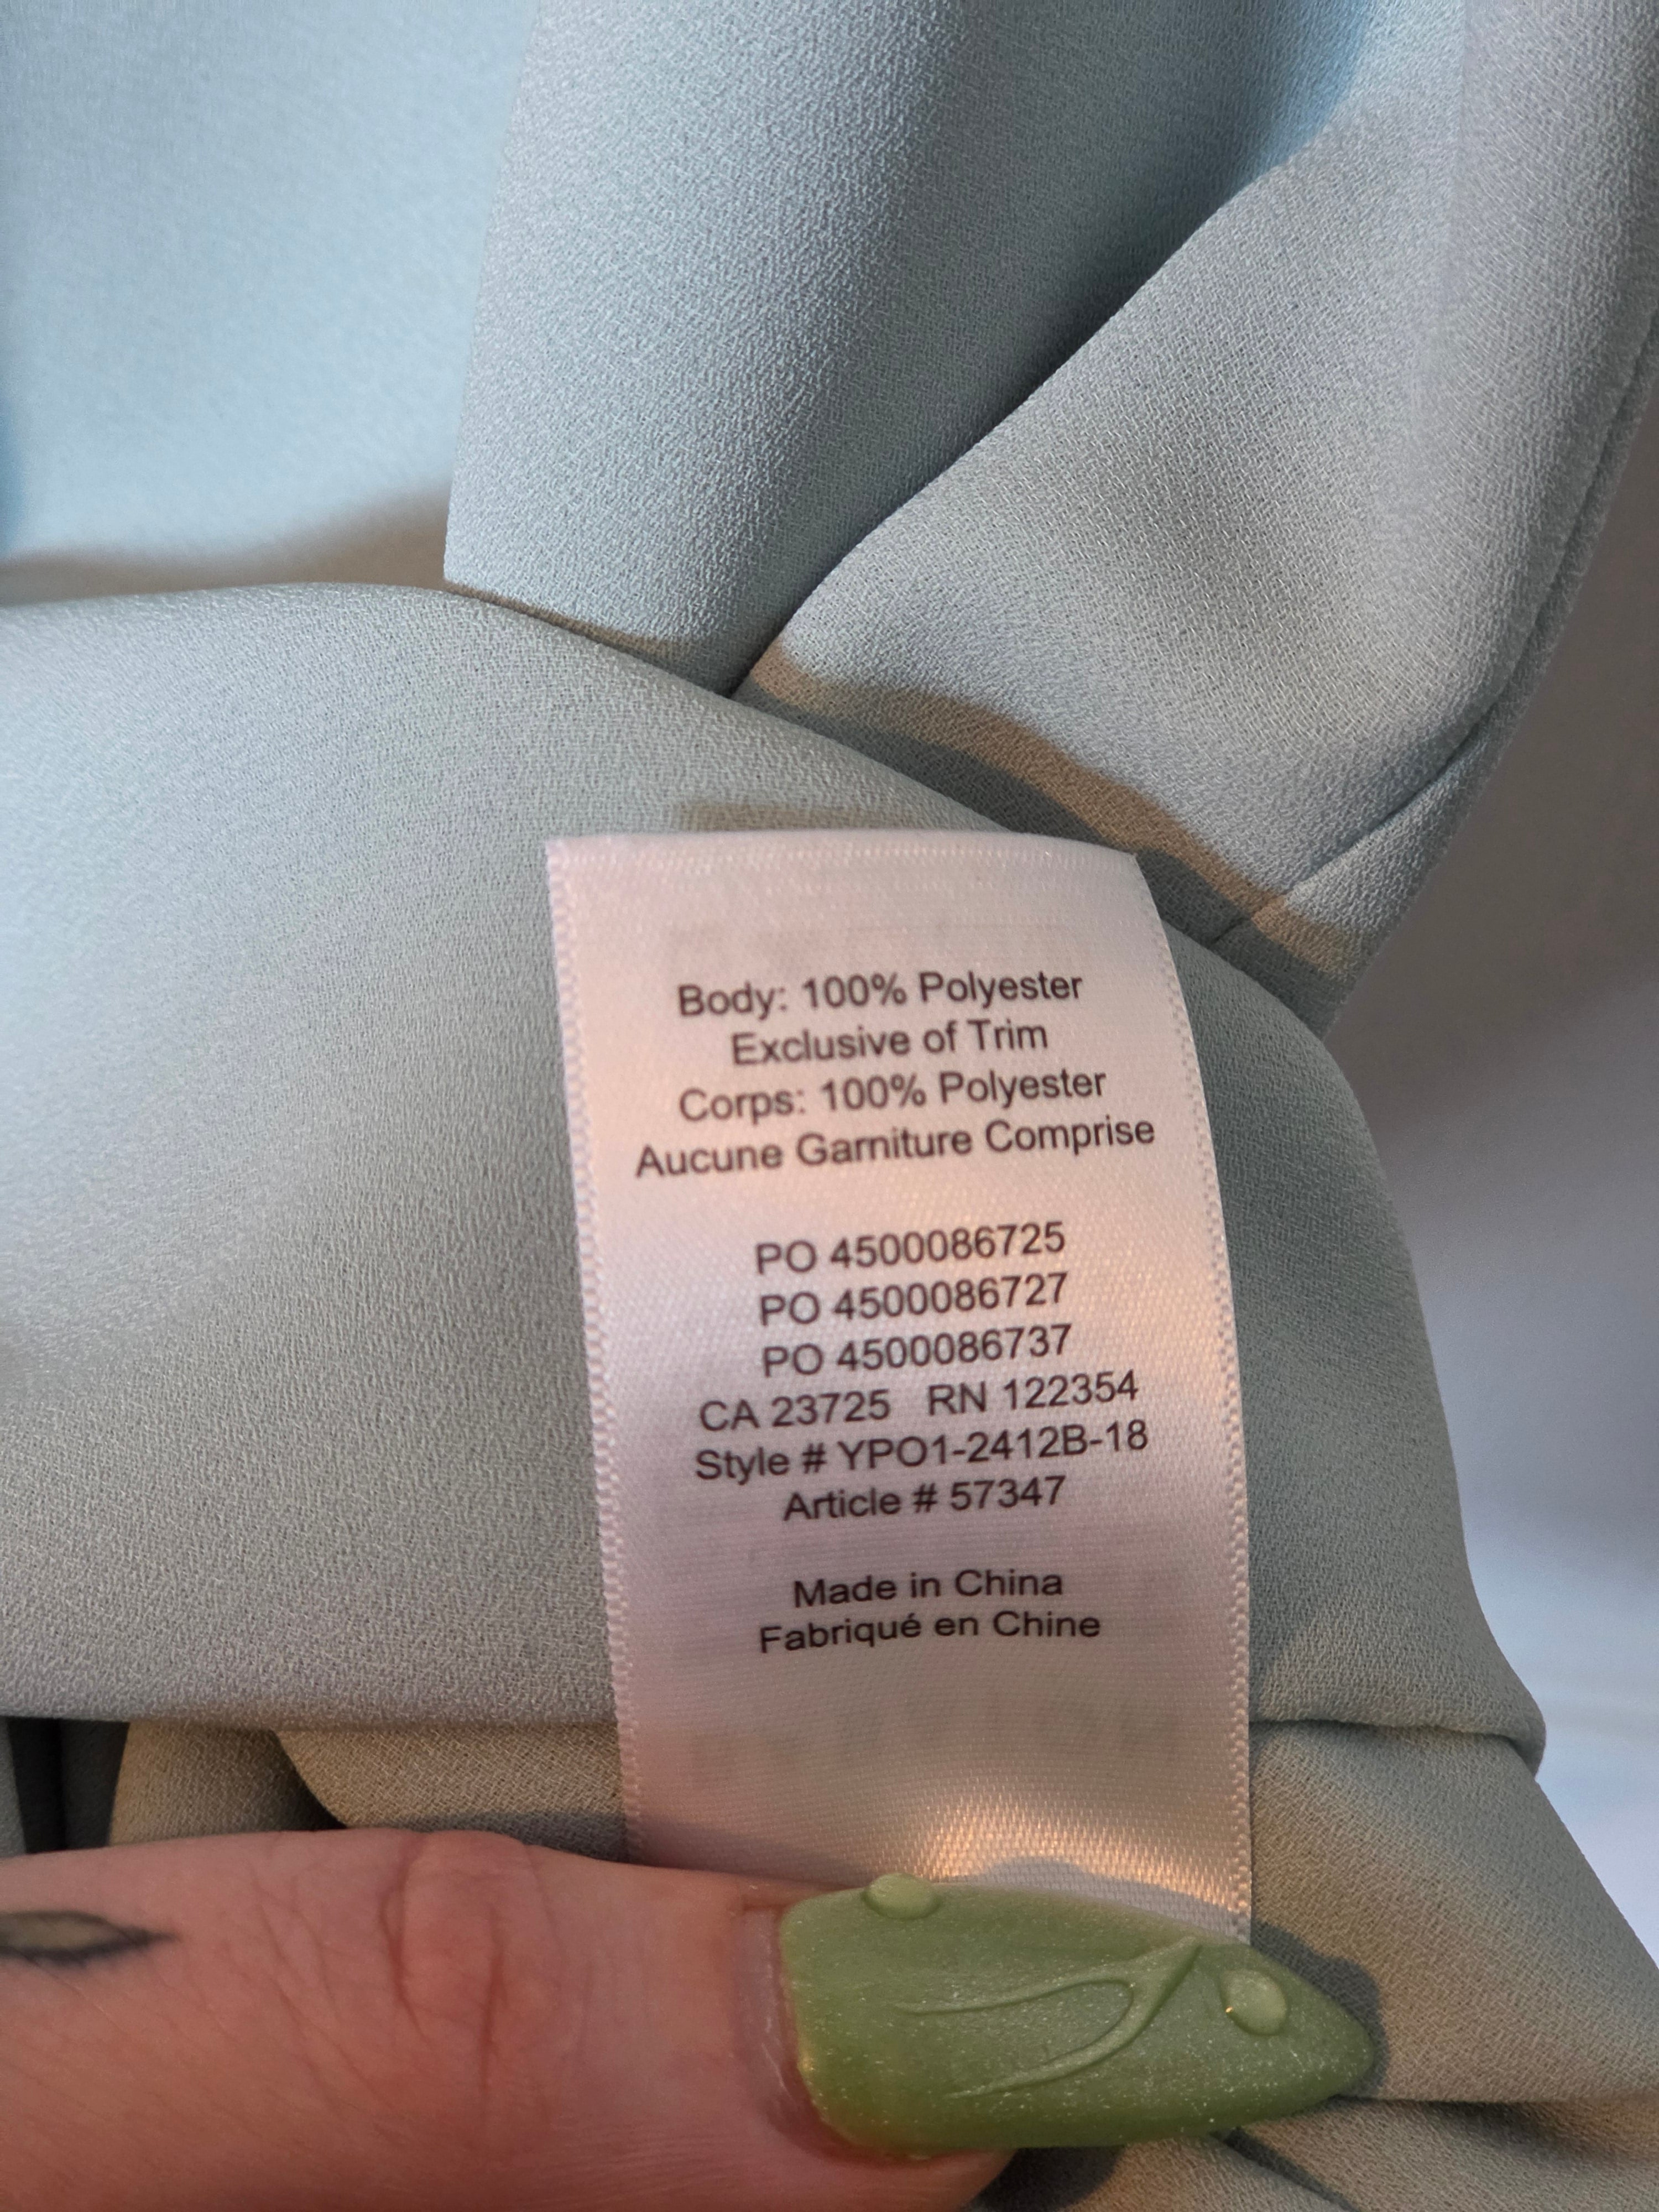 Body: 100% Polyester
Exclusive of Trim
Corps: 100% Polyester
Aucune Garniture Comprise
PO 4500086725
PO 4500086727
PO 4500086737
CA 23725 RN 122354
Style # YPO1-2412B-18
Article # 57347
Made in China
Fabriqué en Chine